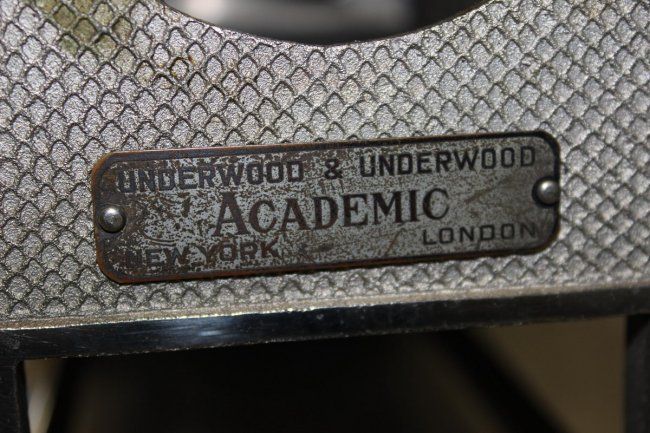 UNDERWOOD & UNDERWOOD
ACADEMIC
NEW YORK LONDON